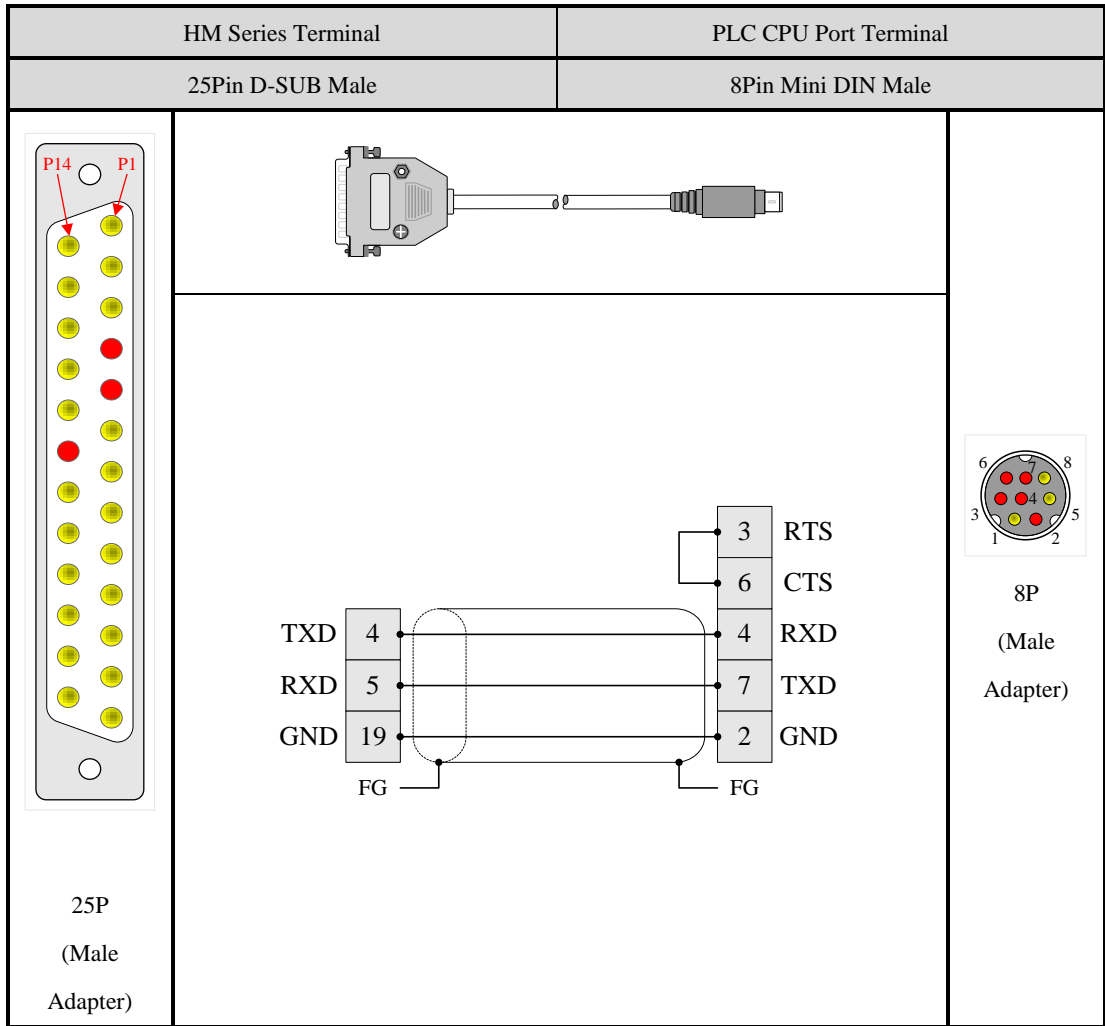 HM Series Terminal
PLC CPU Port Terminal
25Pin D-SUB Male
8Pin Mini DIN Male
P14
P1
25P
(Male
Adapter)
3 RTS
6 CTS
TXD 4
4 RXD
RXD 5
7 TXD
GND 19
2 GND
FG
FG
6
7
8
3
4
5
1
2
8P
(Male
Adapter)